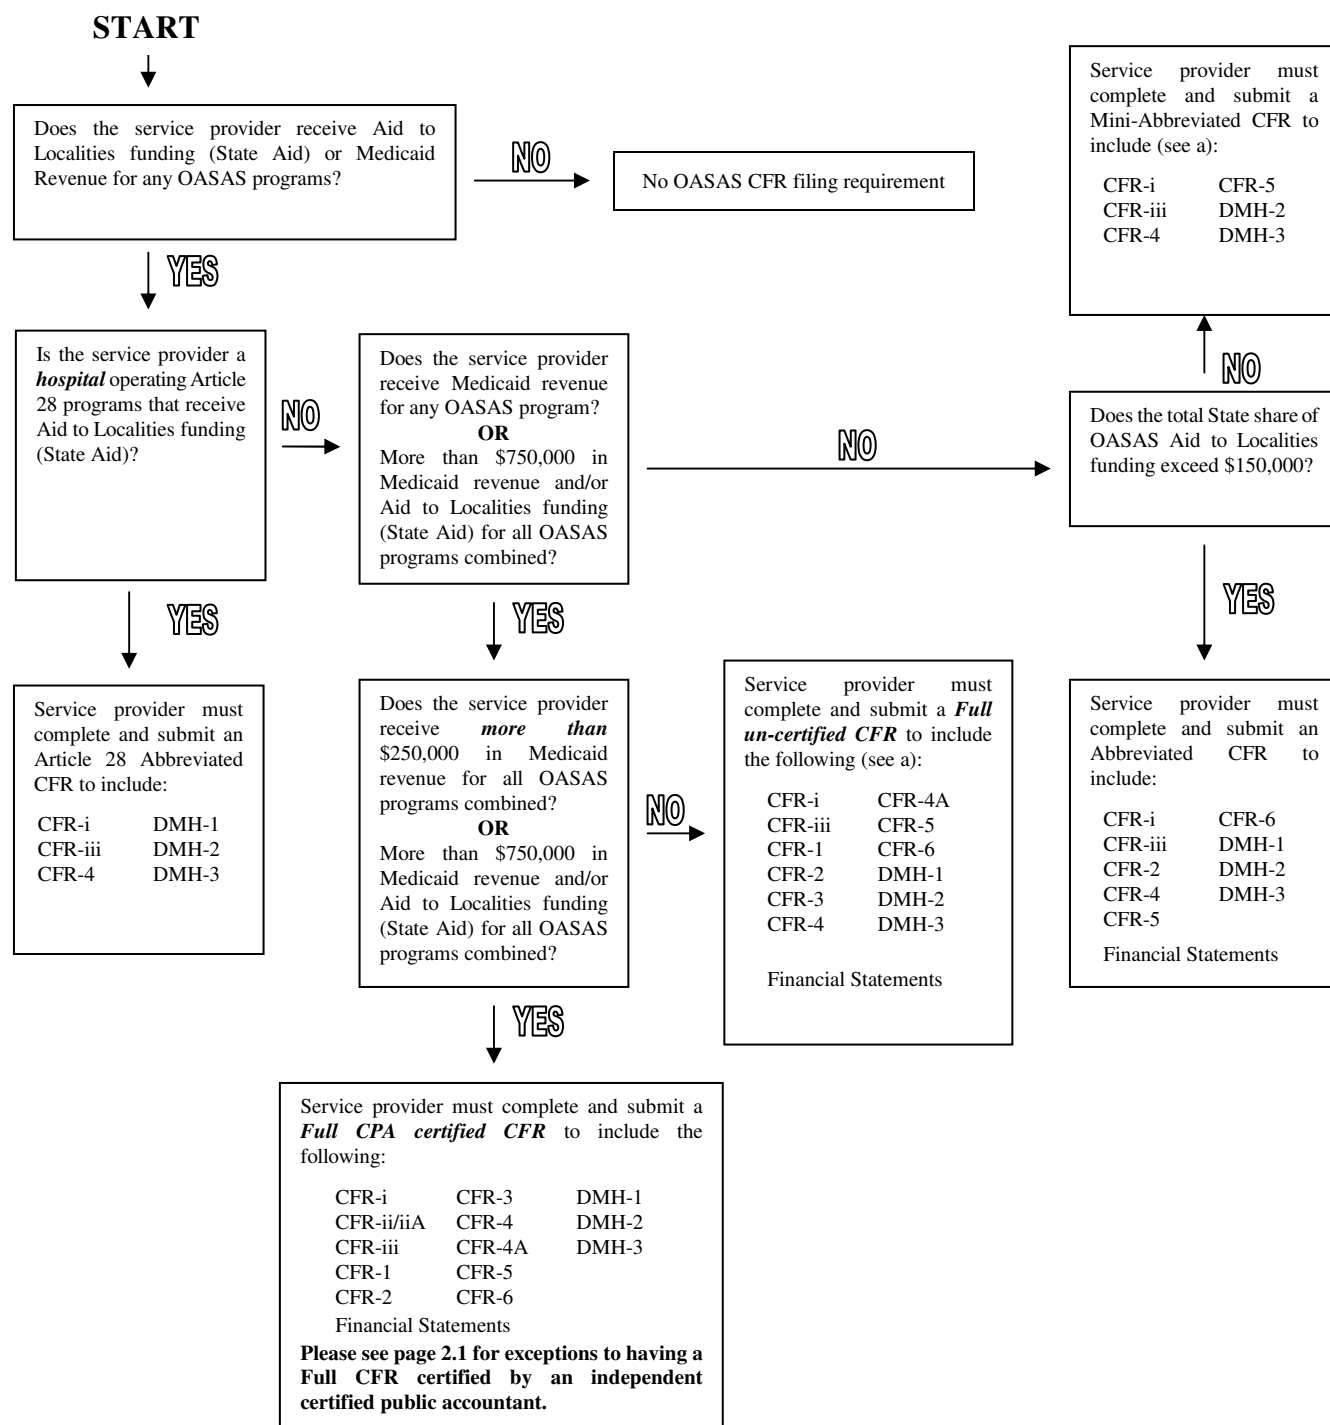 START
Does the service provider receive Aid to
Localities funding (State Aid) or Medicaid
Revenue for any OASAS programs?
NO
No OASAS CFR filing requirement
YES
Is the service provider a
hospital operating Article
28 programs that receive
Aid to Localities funding
(State Aid)?
NO
YES
Service provider must
complete and submit an
Article 28 Abbreviated
CFR to include:
CFR-i DMH-1
CFR-iii DMH-2
CFR-4 DMH-3
Does the service provider
receive Medicaid revenue
for any OASAS program?
OR
More than $750,000 in
Medicaid revenue and/or
Aid to Localities funding
(State Aid) for all OASAS
programs combined?
NO
YES
Does the service provider
receive more than
$250,000 in Medicaid
revenue for all OASAS
programs combined?
OR
More than $750,000 in
Medicaid revenue and/or
Aid to Localities funding
(State Aid) for all OASAS
programs combined?
NO
Service provider must
complete and submit a Full
un-certified CFR to include
the following (see a):
CFR-i CFR-4A
CFR-iii CFR-5
CFR-1 CFR-6
CFR-2 DMH-1
CFR-3 DMH-2
CFR-4 DMH-3
Financial Statements
YES
Service provider must complete and submit a
Full CPA certified CFR to include the
following:
CFR-i CFR-3 DMH-1
CFR-ii/iiA CFR-4 DMH-2
CFR-iii CFR-4A DMH-3
CFR-1 CFR-5
CFR-2 CFR-6
Financial Statements
Please see page 2.1 for exceptions to having a
Full CFR certified by an independent
certified public accountant.
Service provider must
complete and submit a
Mini-Abbreviated CFR to
include (see a):
CFR-i CFR-5
CFR-iii DMH-2
CFR-4 DMH-3
NO
Does the total State share of
OASAS Aid to Localities
funding exceed $150,000?
YES
Service provider must
complete and submit an
Abbreviated CFR to
include:
CFR-i CFR-6
CFR-iii DMH-1
CFR-2 DMH-2
CFR-4 DMH-3
CFR-5
Financial Statements